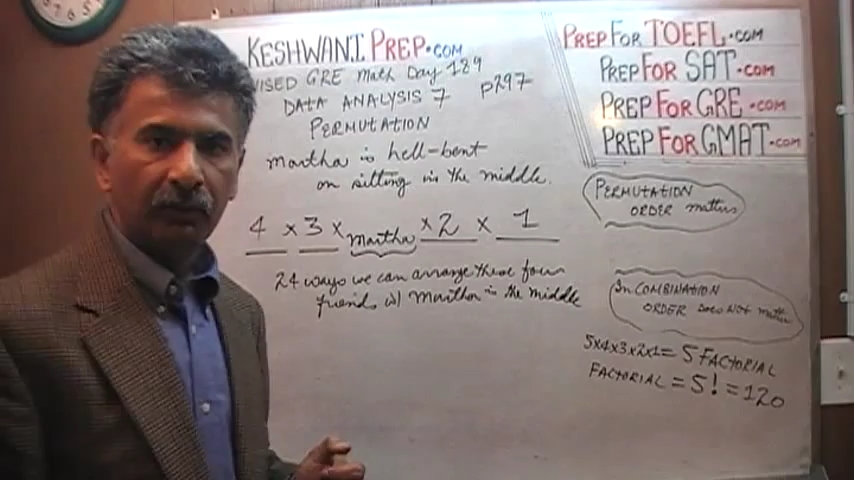 KESHWANI PREP.COM
VISED GRE Math Day 189
DATA ANALYSIS 7 p297
PERMUTATION
Martha is hell-bent
on sitting in the middle.
4 × 3 × Martha × 2 × 1
24 ways we can arrange these four
friends w/ Martha in the middle
PREP FOR TOEFL.COM
PREP FOR SAT.COM
PREP FOR GRE.COM
PREP FOR GMAT.COM
PERMUTATION
ORDER matters
In COMBINATION
ORDER DOES NOT matter
5x4x3x2x1 = 5 FACTORIAL
FACTORIAL = 5! = 120